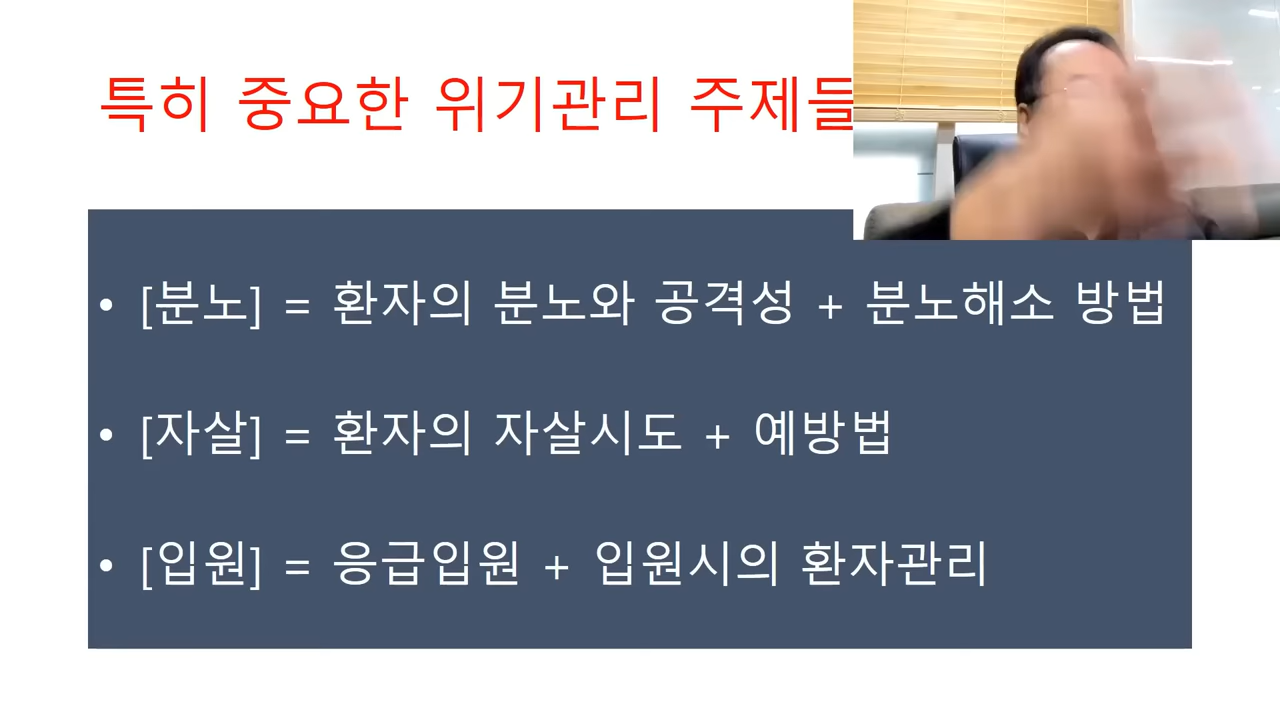 특히 중요한 위기관리 주제들
• [분노] = 환자의 분노와 공격성 + 분노해소 방법
• [자살] = 환자의 자살시도 + 예방법
• [입원] = 응급입원 + 입원시의 환자관리